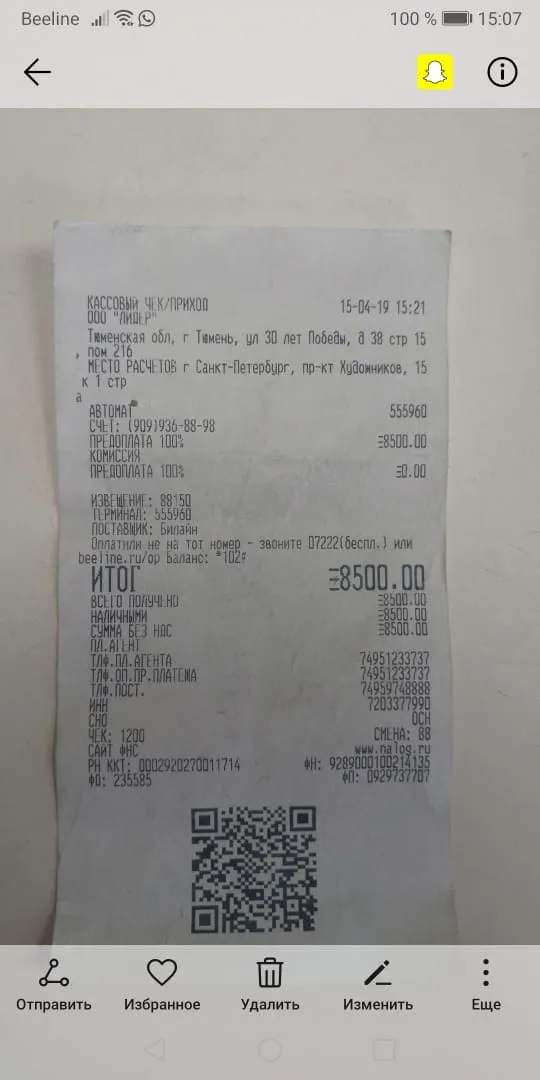 Beeline 100 % 15:07
КАССОВЫЙ ЧЕК/ПРИХОД 15-04-19 15:21
ООО "ЛИДЕР"
Тюменская обл, г Тюмень, ул 30 лет Победы, д 38 стр 15
, пом 216
МЕСТО РАСЧЕТОВ г Санкт-Петербург, пр-кт Художников, 15
к 1 стр
а
АВТОМАТ 555960
СЧЕТ: (909)936-88-98
ПРЕДОПЛАТА 100% ≡8500.00
КОМИССИЯ
ПРЕДОПЛАТА 100% ≡0.00
ИЗВЕЩЕНИЕ: 88150
ТЕРМИНАЛ: 555960
ПОСТАВЩИК: Билайн
Оплатили не на тот номер - звоните 07222(беспл.) или
beeline.ru/op Баланс: *102#
ИТОГ ≡8500.00
ВСЕГО ПОЛУЧЕНО ≡8500.00
НАЛИЧНЫМИ ≡8500.00
СУММА БЕЗ НДС ≡8500.00
ПЛ.АГЕНТ
ТЛФ.ПЛ.АГЕНТА 74951233737
ТЛФ.ОП.ПР.ПЛАТЕЖА 74951233737
ТЛФ.ПОСТ. 74959748888
ИНН 7203377990
СНО ОСН
ЧЕК: 1200 СМЕНА: 88
САЙТ ФНС www.nalog.ru
РН ККТ: 0002920270011714 ФН: 9289000100214135
ФД: 235585 ФП: 0929737707
Отправить Избранное Удалить Изменить Еще